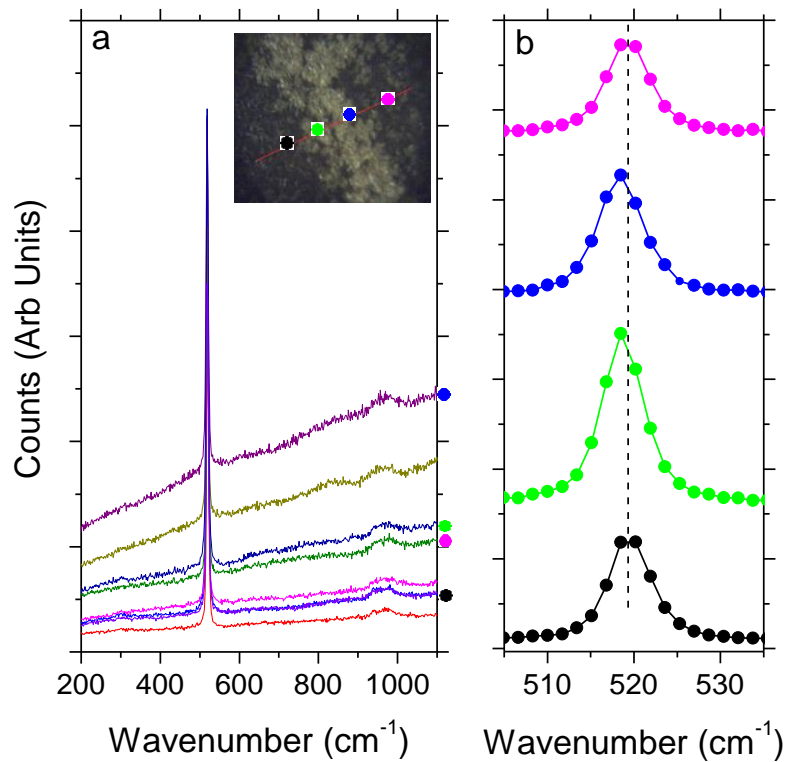 a
b
Counts (Arb Units)
200 400 600 800 1000
510 520 530
Wavenumber (cm⁻¹)
Wavenumber (cm⁻¹)